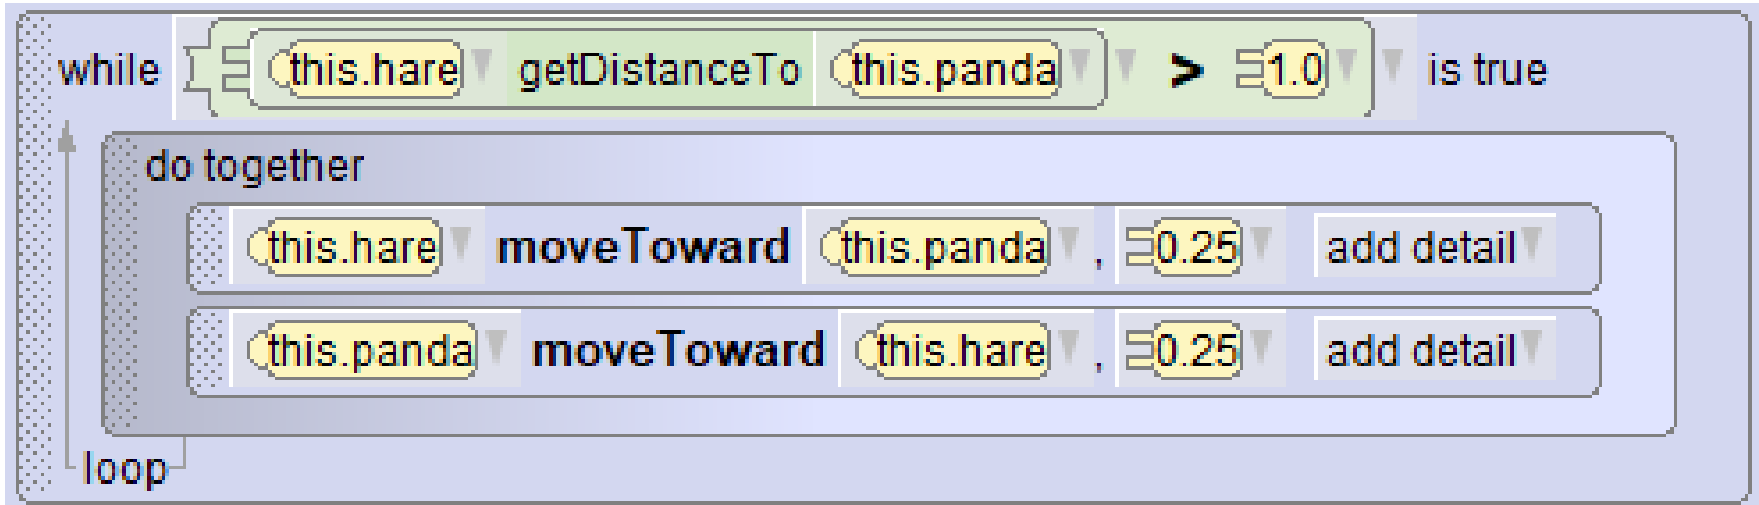 while this.hare getDistanceTo this.panda > 1.0 is true
do together
this.hare moveToward this.panda , 0.25 add detail
this.panda moveToward this.hare , 0.25 add detail
loop